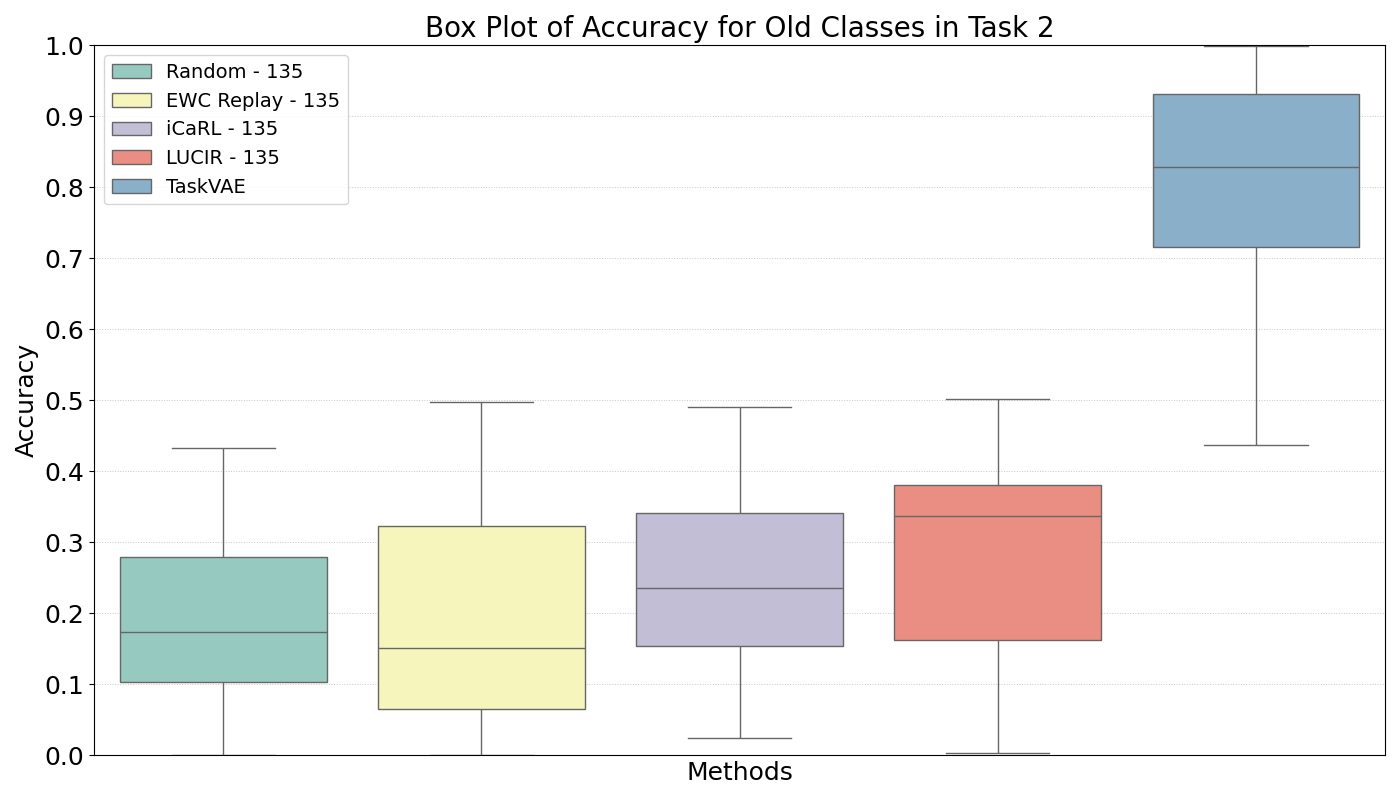 Box Plot of Accuracy for Old Classes in Task 2
1.0
0.9
0.8
0.7
0.6
0.5
0.4
0.3
0.2
0.1
0.0
Accuracy
Random - 135
EWC Replay - 135
iCaRL - 135
LUCIR - 135
TaskVAE
Methods